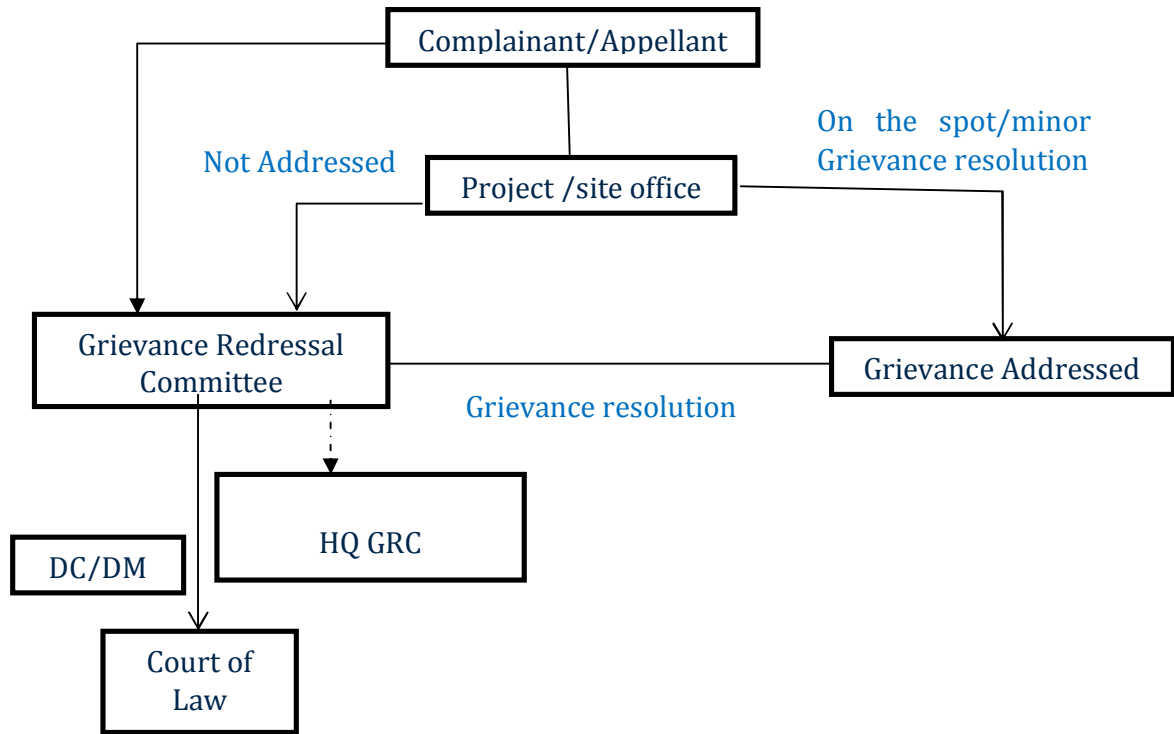 Complainant/Appellant
On the spot/minor
Grievance resolution
Not Addressed
Project /site office
Grievance Redressal
Committee
Grievance Addressed
Grievance resolution
HQ GRC
DC/DM
Court of
Law